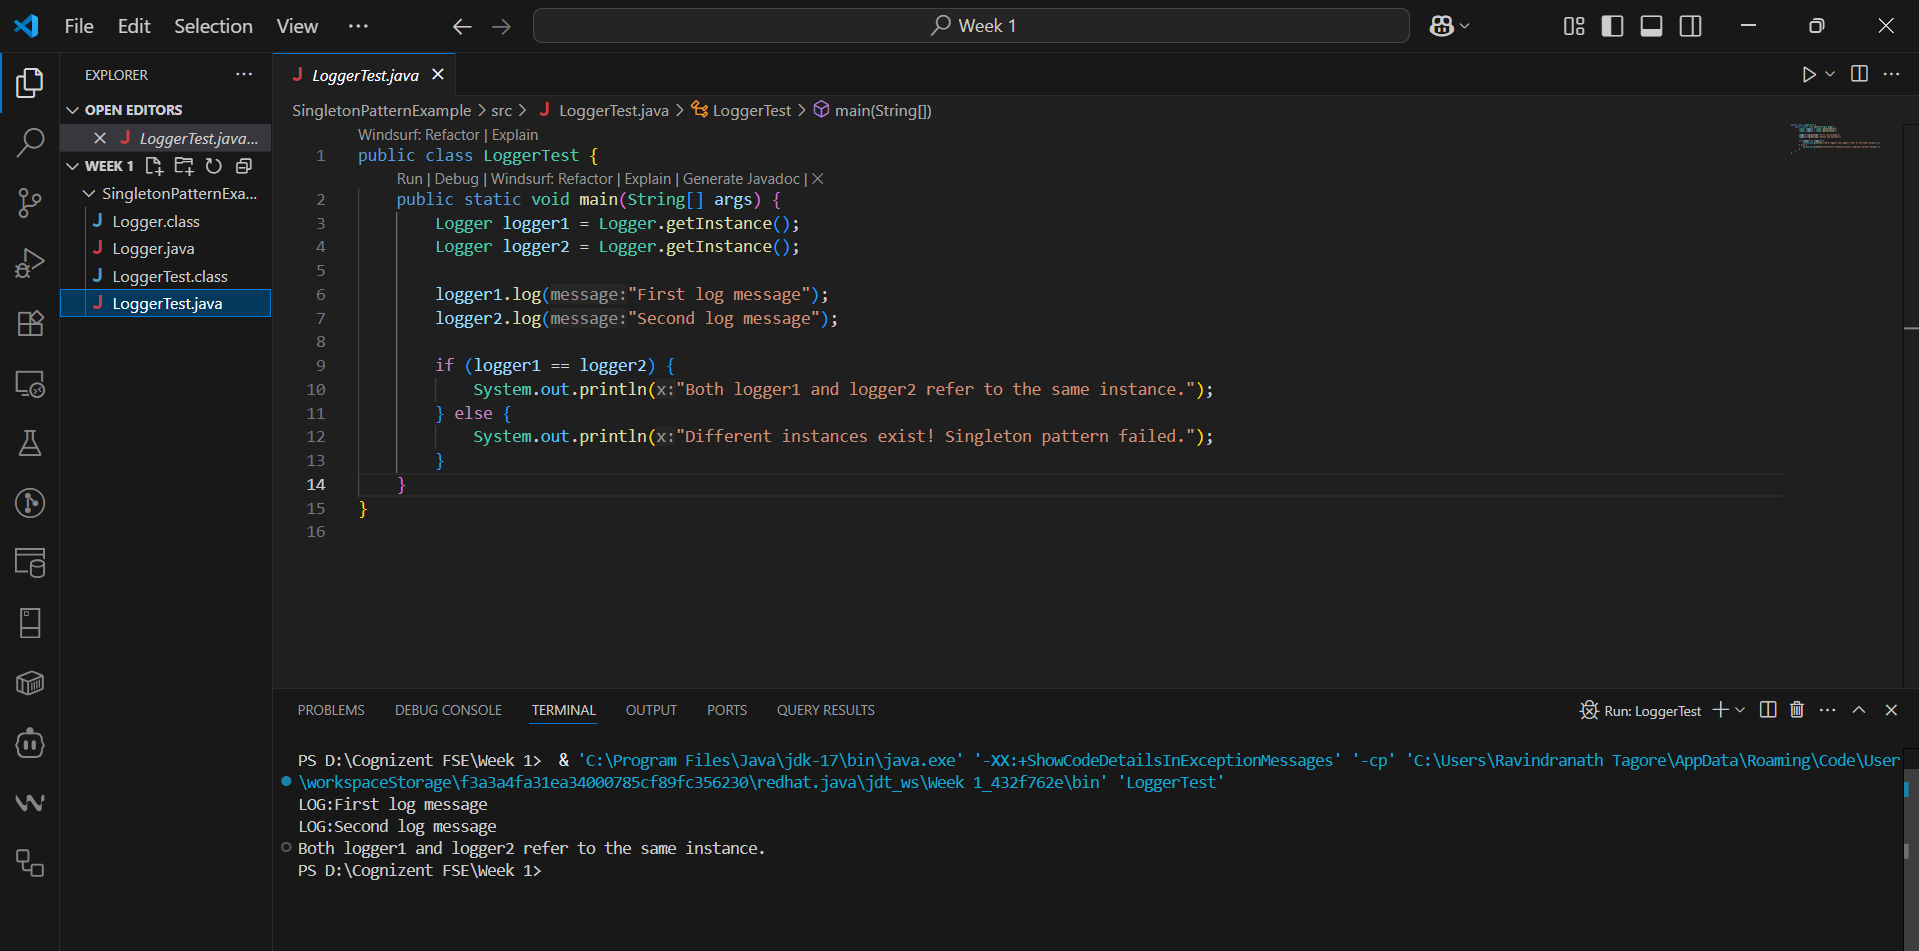 File Edit Selection View ··· Week 1
EXPLORER ···
OPEN EDITORS
J LoggerTest.java...
WEEK 1
SingletonPatternExa...
J Logger.class
J Logger.java
J LoggerTest.class
J LoggerTest.java
J LoggerTest.java
SingletonPatternExample > src > J LoggerTest.java > LoggerTest > main(String[])
Windsurf: Refactor | Explain
1 public class LoggerTest {
Run | Debug | Windsurf: Refactor | Explain | Generate Javadoc | X
2 public static void main(String[] args) {
3 Logger logger1 = Logger.getInstance();
4 Logger logger2 = Logger.getInstance();
5
6 logger1.log(message:"First log message");
7 logger2.log(message:"Second log message");
8
9 if (logger1 == logger2) {
10 System.out.println(x:"Both logger1 and logger2 refer to the same instance.");
11 } else {
12 System.out.println(x:"Different instances exist! Singleton pattern failed.");
13 }
14 }
15 }
16
PROBLEMS DEBUG CONSOLE TERMINAL OUTPUT PORTS QUERY RESULTS Run: LoggerTest
PS D:\Cognizent FSE\Week 1> & 'C:\Program Files\Java\jdk-17\bin\java.exe' '-XX:+ShowCodeDetailsInExceptionMessages' '-cp' 'C:\Users\Ravindranath Tagore\AppData\Roaming\Code\User
\workspaceStorage\f3a3a4fa31ea34000785cf89fc356230\redhat.java\jdt_ws\Week 1_432f762e\bin' 'LoggerTest'
LOG:First log message
LOG:Second log message
Both logger1 and logger2 refer to the same instance.
PS D:\Cognizent FSE\Week 1>